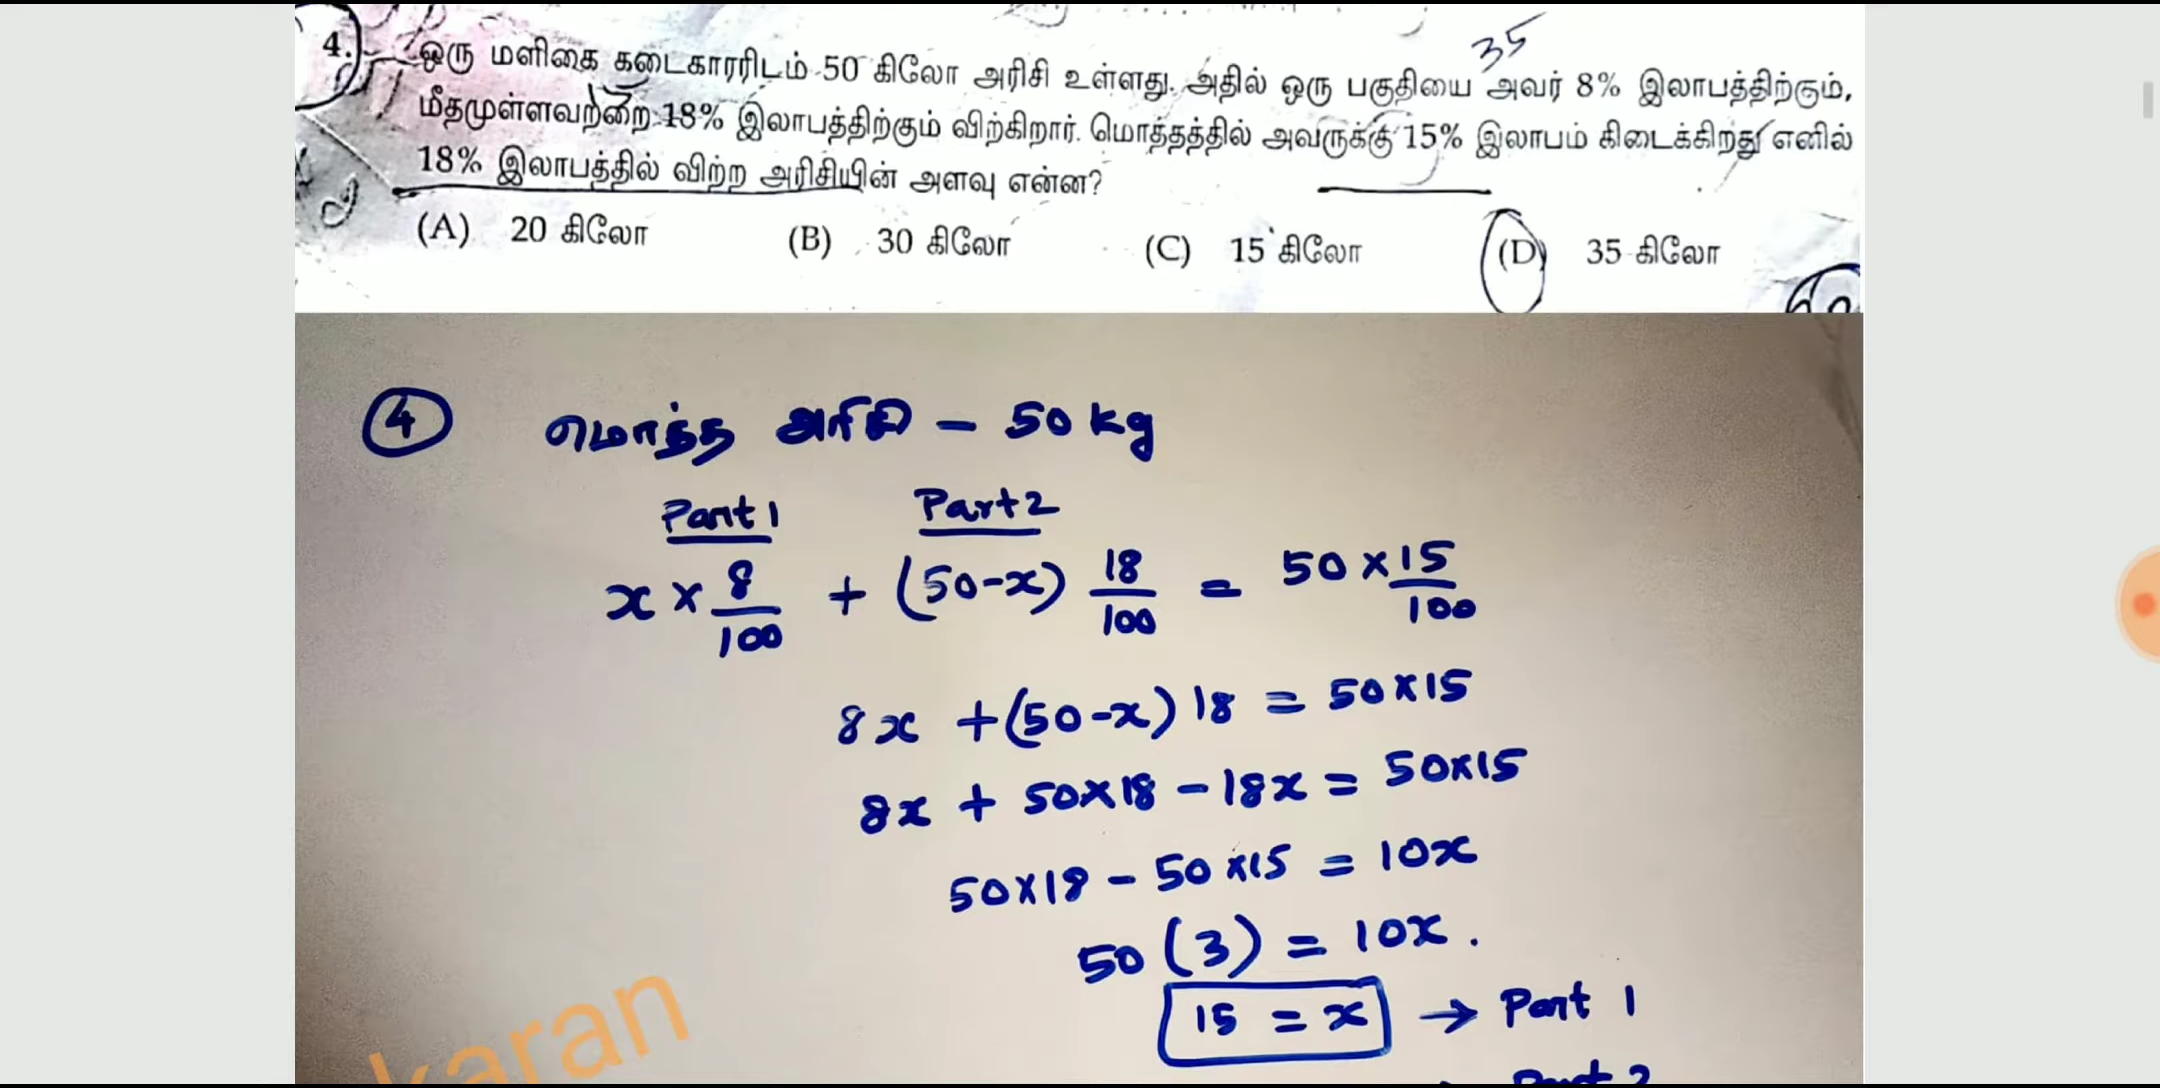 4. ஒரு மளிகை கடைகாரரிடம் 50 கிலோ அரிசி உள்ளது. அதில் ஒரு பகுதியை அவர் 8% இலாபத்திற்கும்,
35
மீதமுள்ளவற்றை 18% இலாபத்திற்கும் விற்கிறார். மொத்தத்தில் அவருக்கு 15% இலாபம் கிடைக்கிறது எனில்
18% இலாபத்தில் விற்ற அரிசியின் அளவு என்ன?
(A) 20 கிலோ (B) 30 கிலோ (C) 15 கிலோ (D) 35 கிலோ
4 மொத்த அரிசி - 50 kg
Part 1 Part 2
x × 8/100 + (50-x) 18/100 = 50 × 15/100
8x + (50-x) 18 = 50×15
8x + 50×18 - 18x = 50×15
50×18 - 50×15 = 10x
50 (3) = 10x.
15 = x → Part 1
Part 2
karan